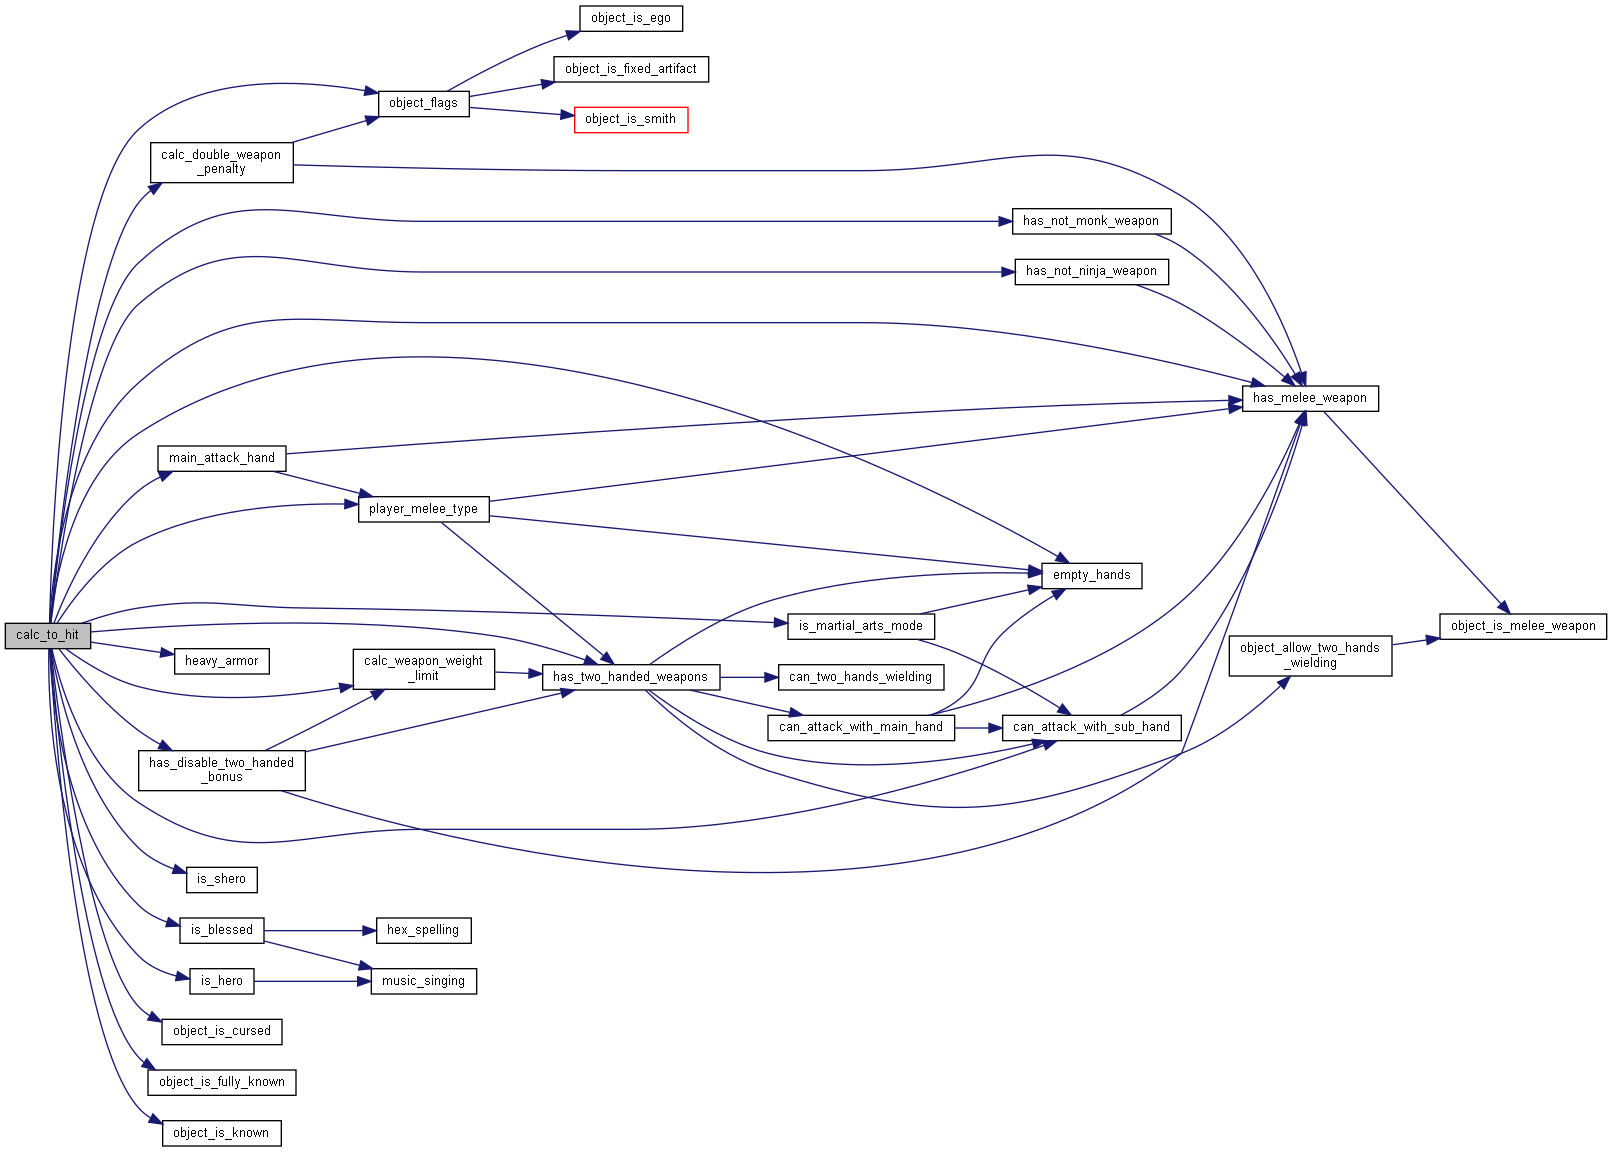 object_is_ego
object_is_fixed_artifact
object_flags
object_is_smith
calc_double_weapon
_penalty
has_not_monk_weapon
has_not_ninja_weapon
has_melee_weapon
main_attack_hand
player_melee_type
empty_hands
is_martial_arts_mode
object_is_melee_weapon
calc_to_hit
heavy_armor
calc_weapon_weight
_limit
has_two_handed_weapons
can_two_hands_wielding
object_allow_two_hands
_wielding
can_attack_with_main_hand
can_attack_with_sub_hand
has_disable_two_handed
_bonus
is_shero
is_blessed
hex_spelling
is_hero
music_singing
object_is_cursed
object_is_fully_known
object_is_known